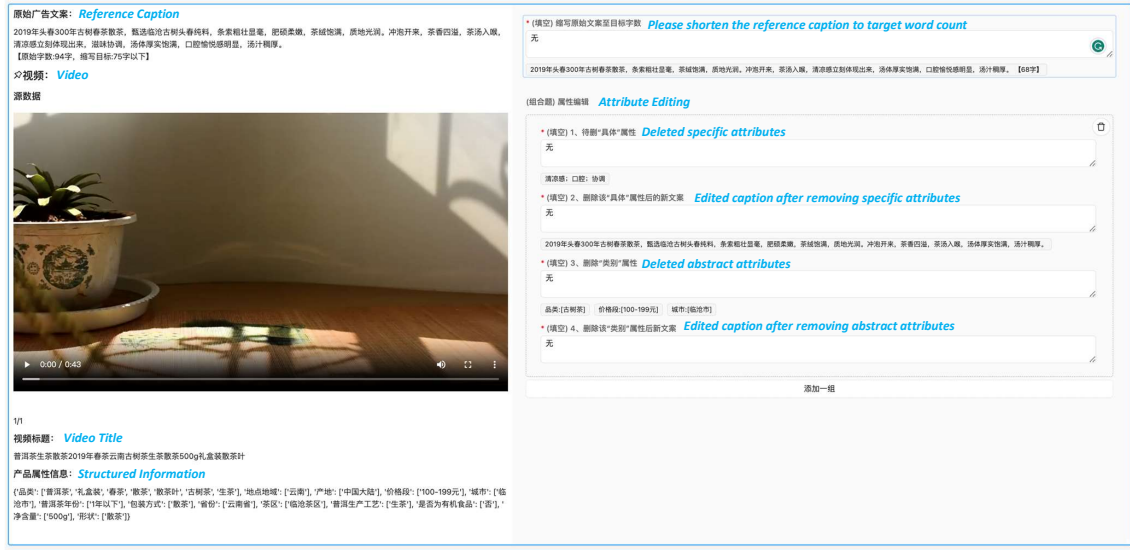 原始广告文案： Reference Caption
2019年头春300年古树春茶散茶，甄选临沧古树头春纯料，条索粗壮显毫，肥硕柔嫩，茶绒饱满，质地光润。冲泡开来，茶香四溢，茶汤入喉，
清凉感立刻体现出来，滋味协调，汤体厚实饱满，口腔愉悦感明显，汤汁稠厚。
【原始字数:94字，缩写目标:75字以下】
视频： Video
源数据
0:00 / 0:43
1/1
视频标题： Video Title
普洱茶生茶散茶2019年春茶云南古树茶生茶散茶500g礼盒装散茶叶
产品属性信息： Structured Information
{'品类': ['普洱茶', '礼盒装', '春茶', '散茶', '散茶叶', '古树茶', '生茶'], '地点地域': ['云南'], '产地': ['中国大陆'], '价格段': ['100-199元'], '城市': ['临
沧市'], '普洱茶年份': ['1年以下'], '包装方式': ['散茶'], '省份': ['云南省'], '茶区': ['临沧茶区'], '普洱生产工艺': ['生茶'], '是否为有机食品': ['否'], '
净含量': ['500g'], '形状': ['散茶']}
* (填空) 缩写原始文案至目标字数 Please shorten the reference caption to target word count
无
2019年头春300年古树春茶散茶，条索粗壮显毫，肥硕柔嫩，茶绒饱满，质地光润。冲泡开来，茶汤入喉，清凉感立刻体现出来，汤体厚实饱满，口腔愉悦感明显，汤汁稠厚。 【68字】
(组合题) 属性编辑 Attribute Editing
* (填空) 1、待删“具体”属性 Deleted specific attributes
无
清凉感；口腔；协调
* (填空) 2、删除该“具体”属性后的新文案 Edited caption after removing specific attributes
无
2019年头春300年古树春茶散茶，甄选临沧古树头春纯料，条索粗壮显毫，肥硕柔嫩，茶绒饱满，质地光润。冲泡开来，茶香四溢，茶汤入喉，汤体厚实饱满，汤汁稠厚。
* (填空) 3、删除“类别”属性 Deleted abstract attributes
无
品类:[古树茶] 价格段:[100-199元] 城市:[临沧市]
* (填空) 4、删除该“类别”属性后新文案 Edited caption after removing abstract attributes
无
添加一组